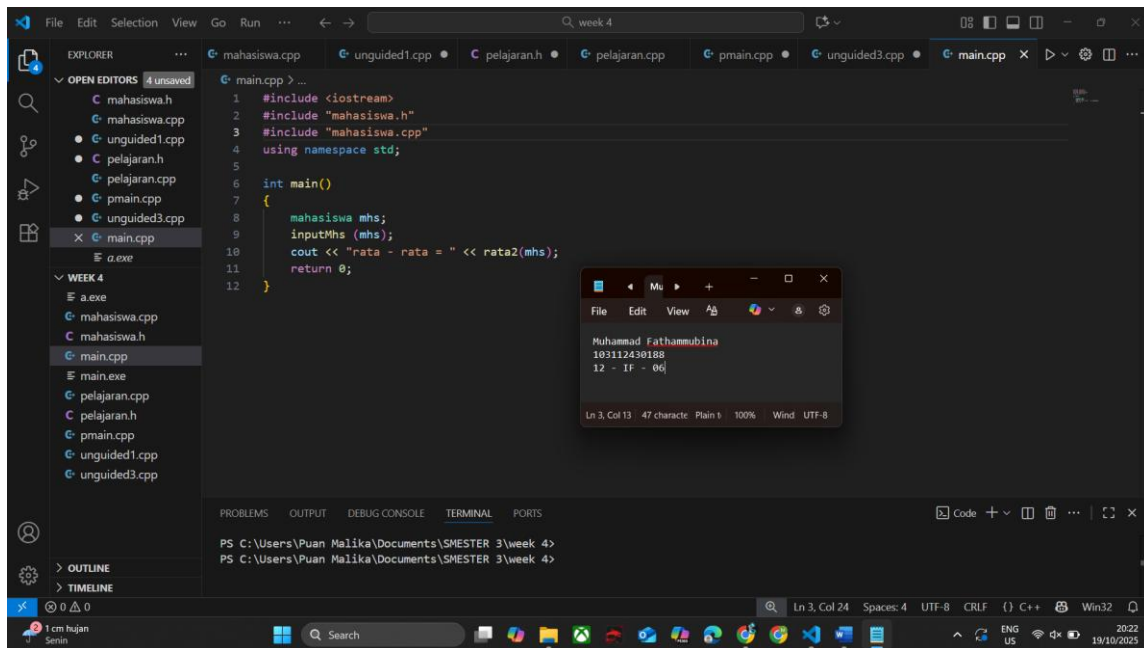 File Edit Selection View Go Run ... week 4
EXPLORER ...
mahasiswa.cpp unguided1.cpp pelajaran.h pelajaran.cpp pmain.cpp unguided3.cpp main.cpp
OPEN EDITORS 4 unsaved
mahasiswa.h
mahasiswa.cpp
unguided1.cpp
pelajaran.h
pelajaran.cpp
pmain.cpp
unguided3.cpp
main.cpp
a.exe
WEEK 4
a.exe
mahasiswa.cpp
mahasiswa.h
main.cpp
main.exe
pelajaran.cpp
pelajaran.h
pmain.cpp
unguided1.cpp
unguided3.cpp
OUTLINE
TIMELINE
main.cpp > ...
1 #include <iostream>
2 #include "mahasiswa.h"
3 #include "mahasiswa.cpp"
4 using namespace std;
5
6 int main()
7 {
8 mahasiswa mhs;
9 inputMhs (mhs);
10 cout << "rata - rata = " << rata2(mhs);
11 return 0;
12 }
Mu
File Edit View
Muhammad Fathammubina
103112430188
12 - IF - 06
Ln 3, Col 13 47 characte Plain t 100% Wind UTF-8
PROBLEMS OUTPUT DEBUG CONSOLE TERMINAL PORTS
Code
PS C:\Users\Puan Malika\Documents\SMESTER 3\week 4>
PS C:\Users\Puan Malika\Documents\SMESTER 3\week 4>
0 0 Ln 3, Col 24 Spaces: 4 UTF-8 CRLF {} C++ Win32
2
1 cm hujan
Senin
Search
ENG
US
20:22
19/10/2025